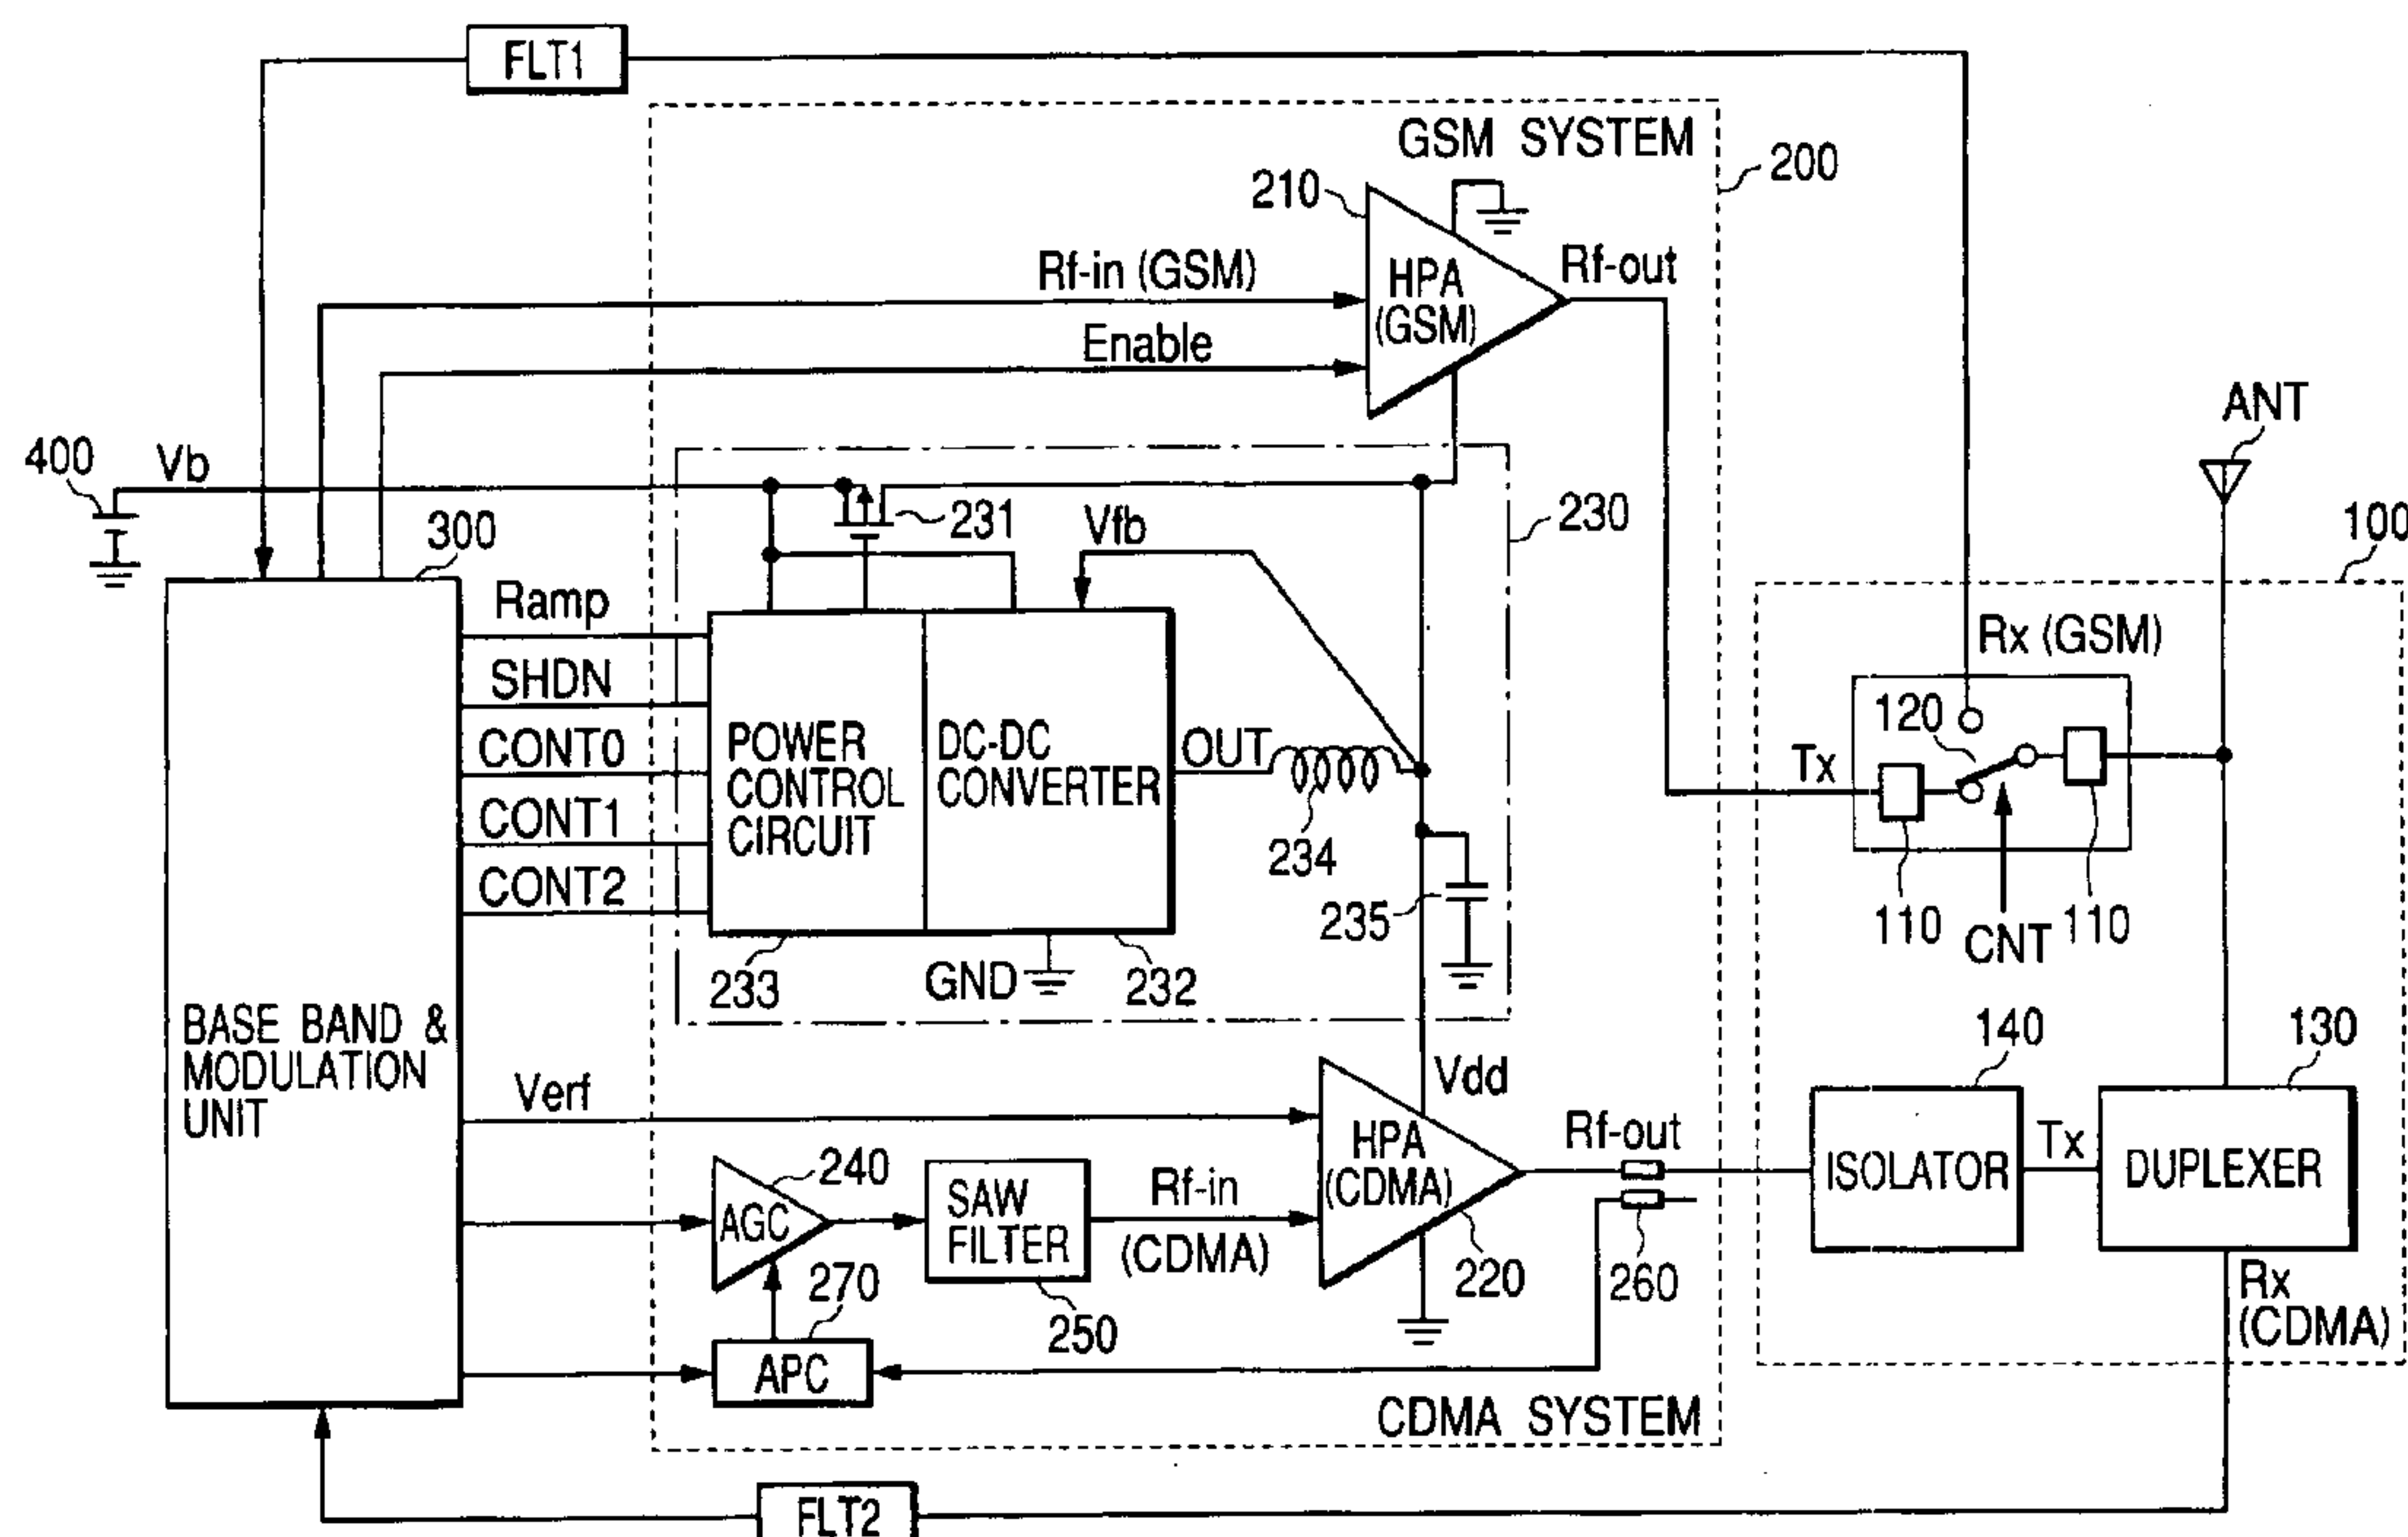 FLT1
GSM SYSTEM
200
210
Rf-in (GSM)
HPA
(GSM)
Rf-out
Enable
ANT
400
Vb
300
231
Vfb
230
100
Ramp
SHDN
CONT0
CONT1
CONT2
POWER
CONTROL
CIRCUIT
DC-DC
CONVERTER
OUT
234
235
Rx (GSM)
120
Tx
110
CNT
110
233
GND
232
BASE BAND &
MODULATION
UNIT
Verf
Vdd
HPA
(CDMA)
Rf-out
140
130
ISOLATOR
Tx
DUPLEXER
240
AGC
SAW
FILTER
Rf-in
(CDMA)
270
250
220
260
Rx
(CDMA)
APC
CDMA SYSTEM
FLT2